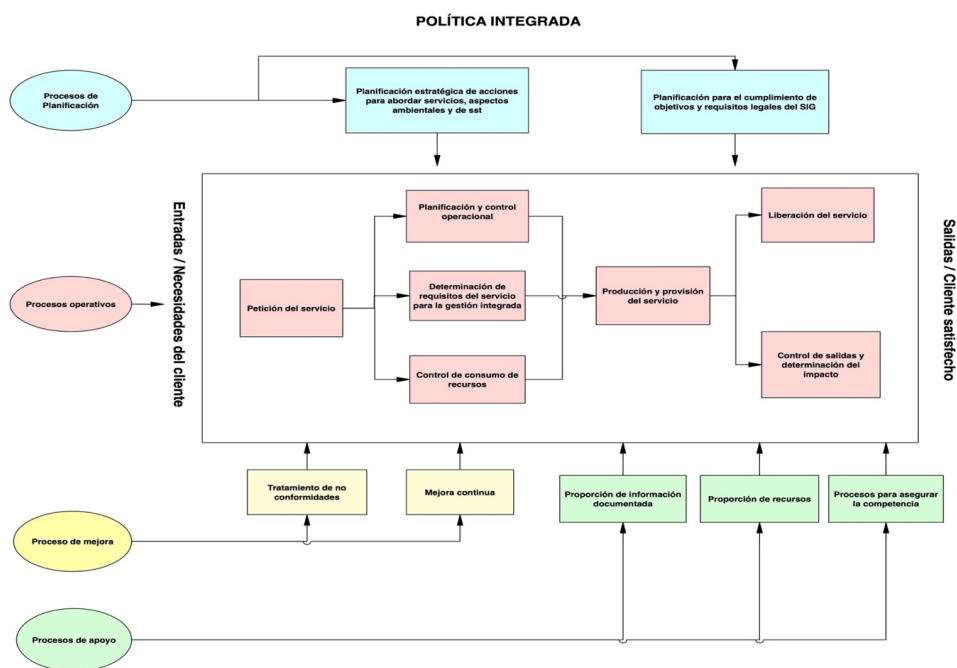 POLÍTICA INTEGRADA
Procesos de
Planificación
Planificación estratégica de acciones
para abordar servicios, aspectos
ambientales y de sst
Planificación para el cumplimiento de
objetivos y requisitos legales del SIG
Entradas / Necesidades del cliente
Procesos operativos
Petición del servicio
Planificación y control
operacional
Determinación de
requisitos del servicio
para la gestión integrada
Control de consumo de
recursos
Producción y provisión
del servicio
Liberación del servicio
Control de salidas y
determinación del
impacto
Salidas / Cliente satisfecho
Tratamiento de no
conformidades
Mejora continua
Proporción de información
documentada
Proporción de recursos
Procesos para asegurar
la competencia
Proceso de mejora
Procesos de apoyo